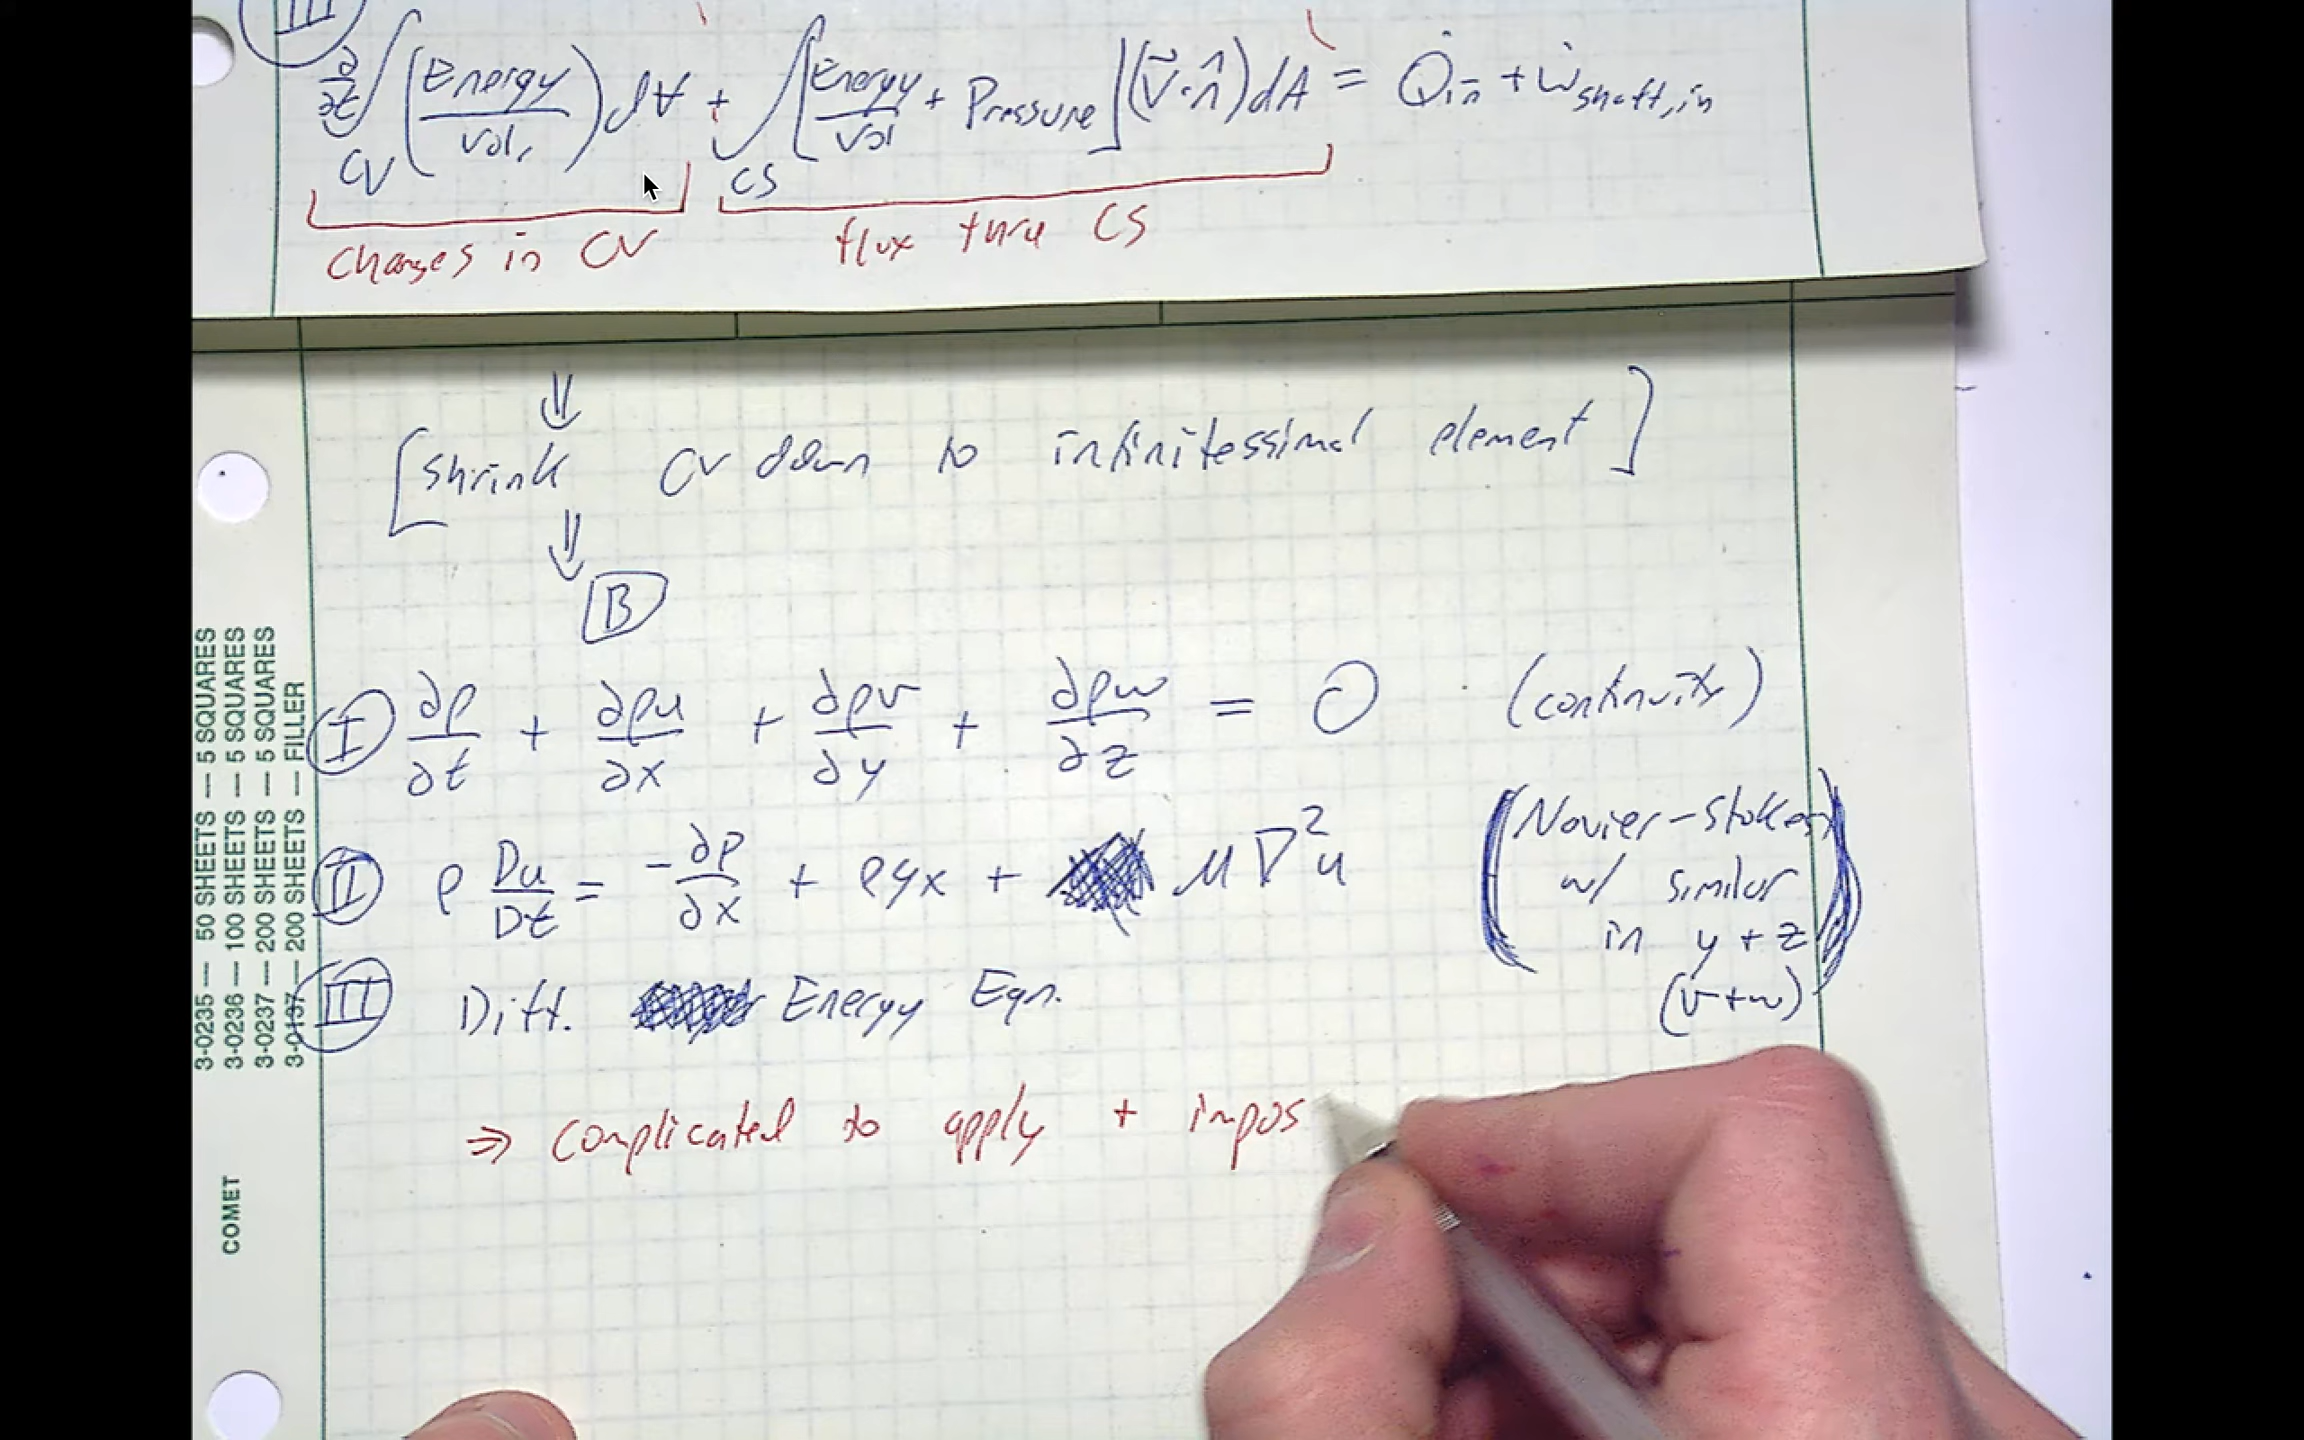 III
∂/∂t ∫CV (Energy/Vol.) dV + ∫CS [Energy/Vol + Pressure] (V⃗·n̂) dA = Q̇in + Ẇshaft, in
Changes in CV flux thru CS
⇓
[shrink CV down to infinitessimal element]
⇓
B
I ∂ρ/∂t + ∂ρu/∂x + ∂ρv/∂y + ∂ρw/∂z = 0 (continuity)
II ρ Du/Dt = -∂P/∂x + ρgx + μ∇²u (Navier-Stokes
w/ similar
in y + z
(v+w))
III Diff. Energy Eqn.
⇒ complicated to apply + impos
3-0235 — 50 SHEETS — 5 SQUARES
3-0236 — 100 SHEETS — 5 SQUARES
3-0237 — 200 SHEETS — 5 SQUARES
3-0137 — 200 SHEETS — FILLER
COMET